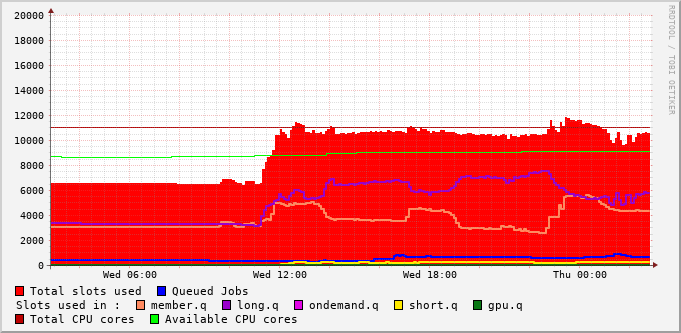 RRDTOOL / TOBI OETIKER
20000
18000
16000
14000
12000
10000
8000
6000
4000
2000
0
Wed 06:00 Wed 12:00 Wed 18:00 Thu 00:00
Total slots used Queued Jobs
Slots used in : member.q long.q ondemand.q short.q gpu.q
Total CPU cores Available CPU cores